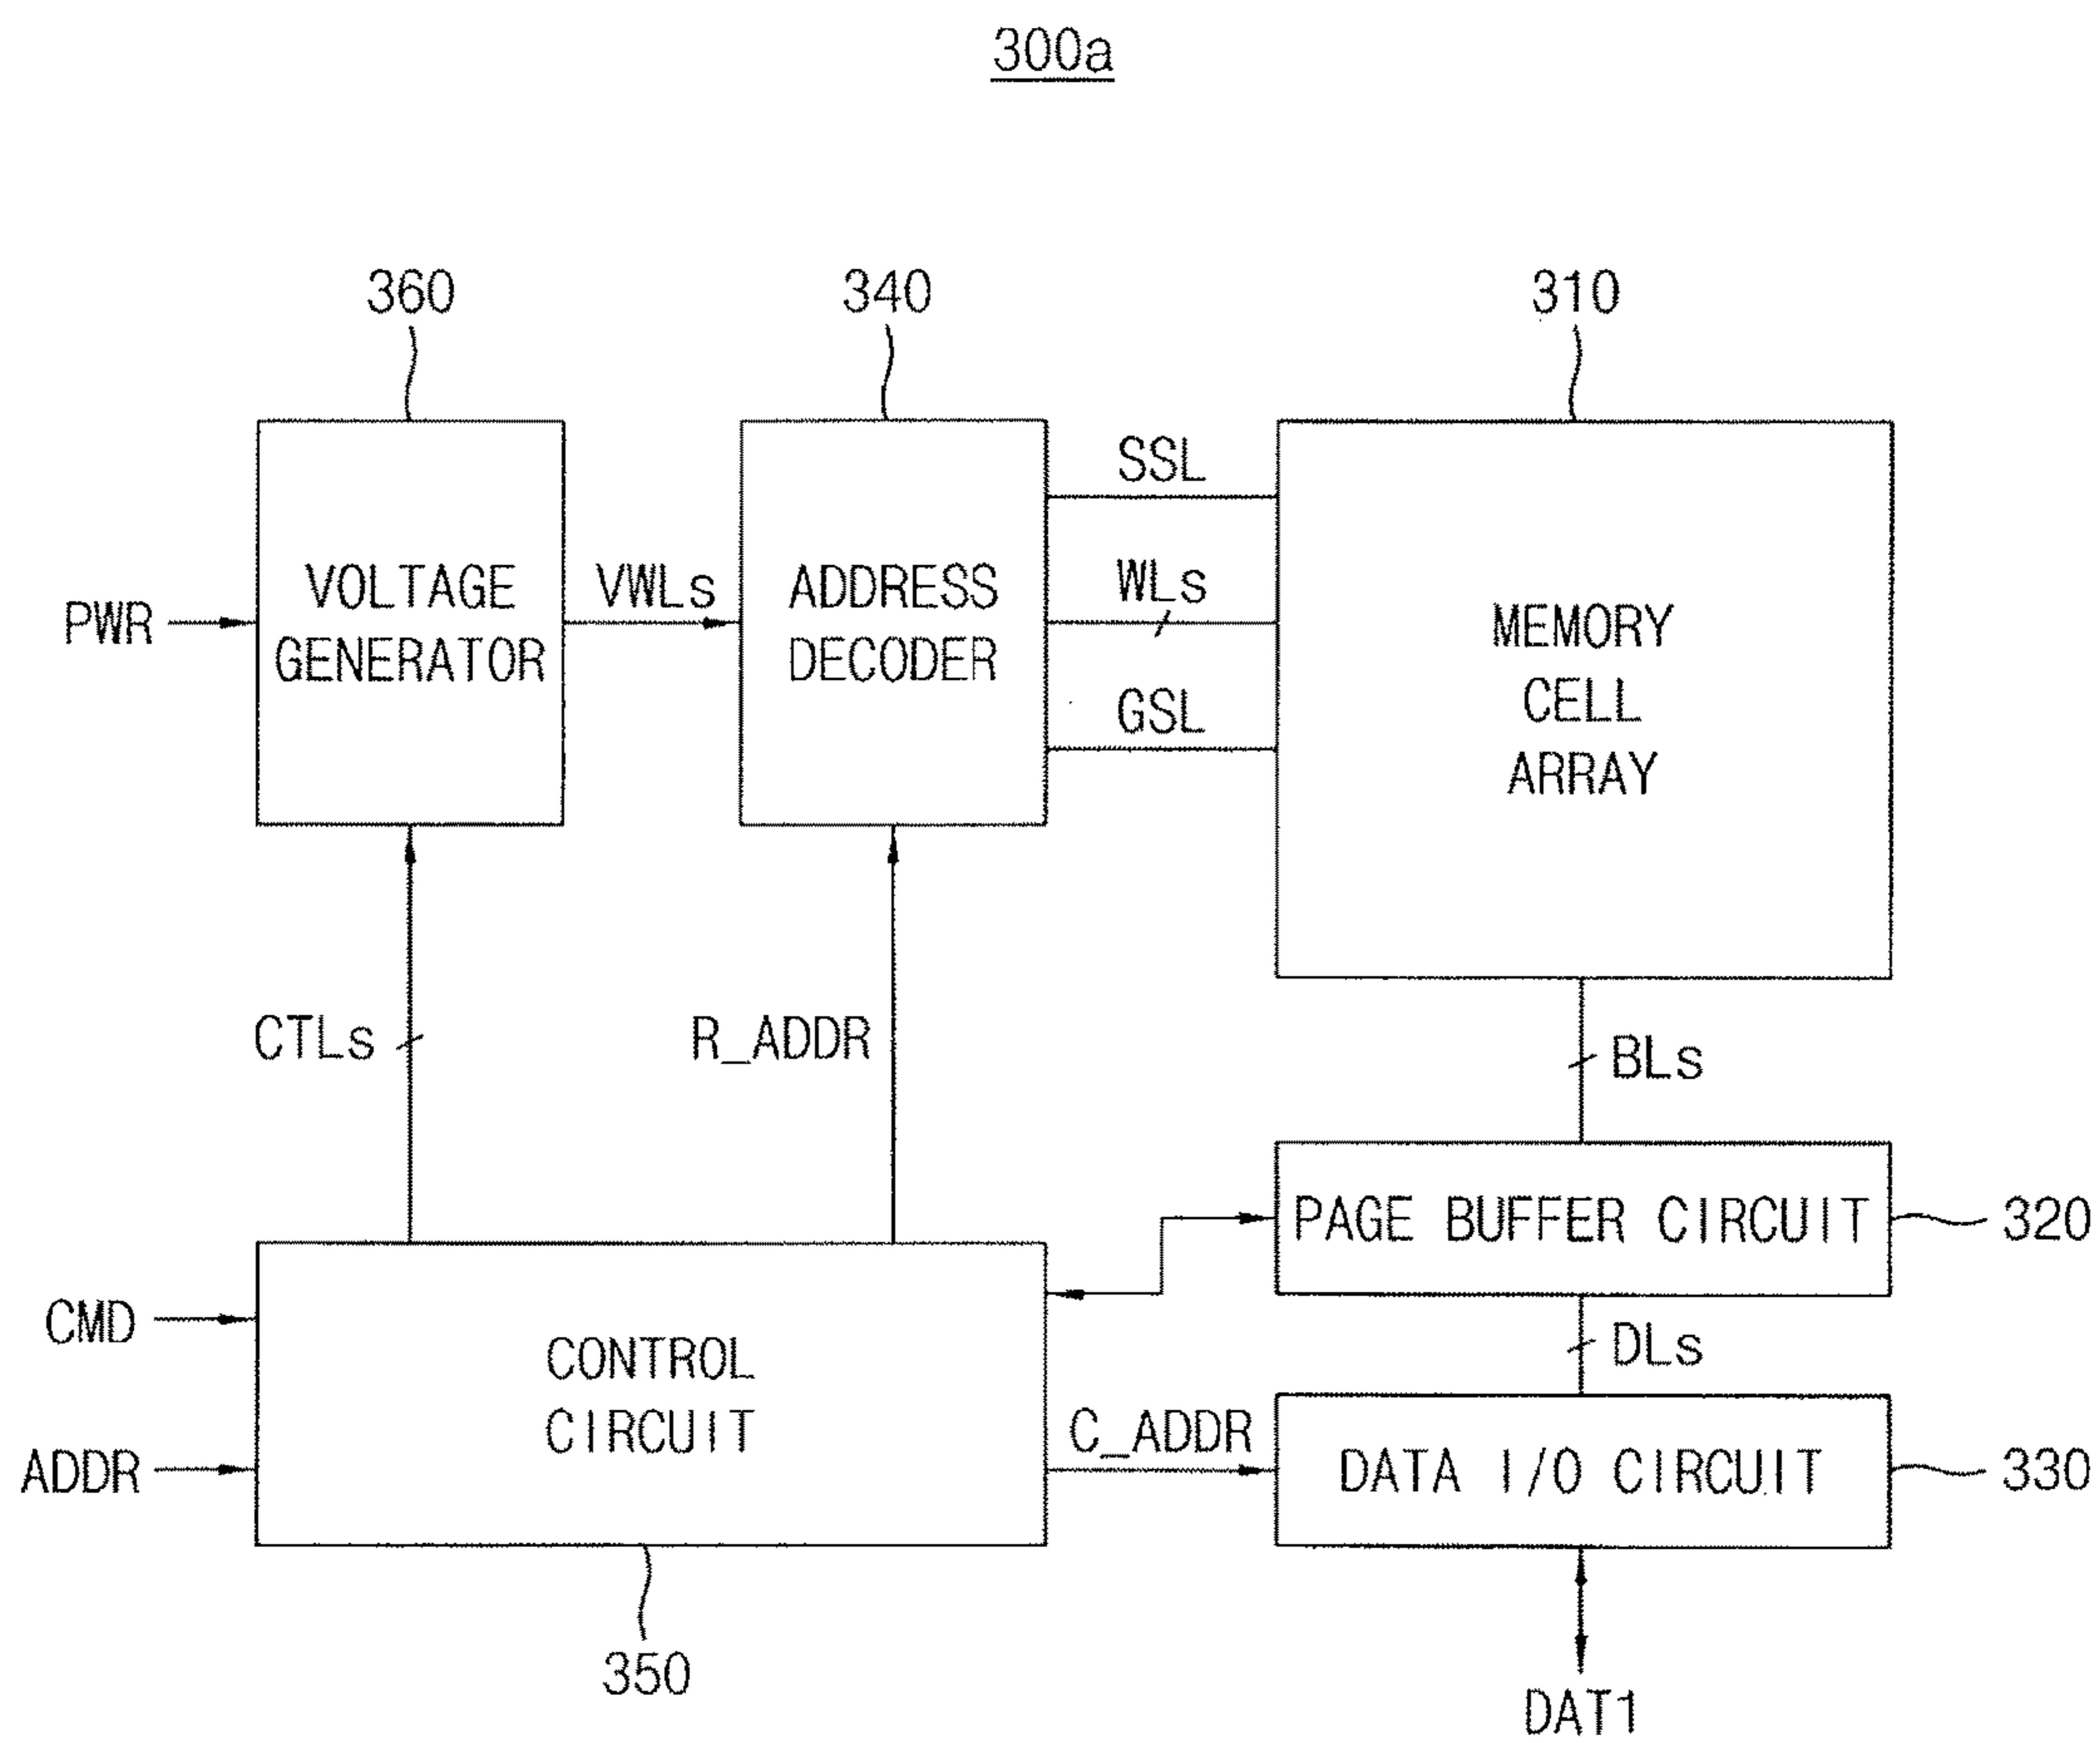 300a
360
340
310
SSL
VOLTAGE
GENERATOR
VWLs
ADDRESS
DECODER
WLs
PWR
MEMORY
CELL
ARRAY
GSL
CTLs
R_ADDR
BLs
PAGE BUFFER CIRCUIT
320
CMD
CONTROL
CIRCUIT
DLs
ADDR
C_ADDR
DATA I/O CIRCUIT
330
350
DAT1